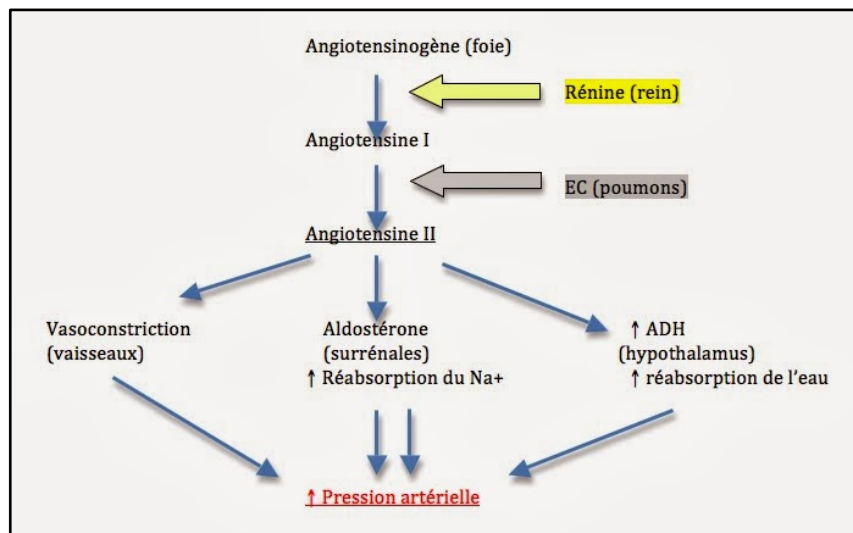 Angiotensinogène (foie)
Rénine (rein)
Angiotensine I
EC (poumons)
Angiotensine II
Vasoconstriction
(vaisseaux)
Aldostérone
(surrénales)
↑ Réabsorption du Na+
↑ ADH
(hypothalamus)
↑ réabsorption de l'eau
↑ Pression artérielle